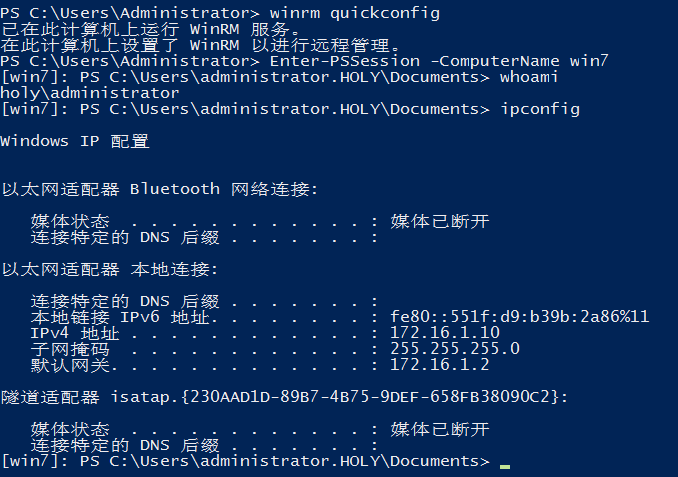 PS C:\Users\Administrator> winrm quickconfig
已在此计算机上运行 WinRM 服务。
在此计算机上设置了 WinRM 以进行远程管理。
PS C:\Users\Administrator> Enter-PSSession -ComputerName win7
[win7]: PS C:\Users\administrator.HOLY\Documents> whoami
holy\administrator
[win7]: PS C:\Users\administrator.HOLY\Documents> ipconfig
Windows IP 配置
以太网适配器 Bluetooth 网络连接:
媒体状态 . . . . . . . . . . . . : 媒体已断开
连接特定的 DNS 后缀 . . . . . . . :
以太网适配器 本地连接:
连接特定的 DNS 后缀 . . . . . . . :
本地链接 IPv6 地址. . . . . . . . : fe80::551f:d9:b39b:2a86%11
IPv4 地址 . . . . . . . . . . . . : 172.16.1.10
子网掩码 . . . . . . . . . . . . : 255.255.255.0
默认网关. . . . . . . . . . . . . : 172.16.1.2
隧道适配器 isatap.{230AAD1D-89B7-4B75-9DEF-658FB38090C2}:
媒体状态 . . . . . . . . . . . . : 媒体已断开
连接特定的 DNS 后缀 . . . . . . . :
[win7]: PS C:\Users\administrator.HOLY\Documents>